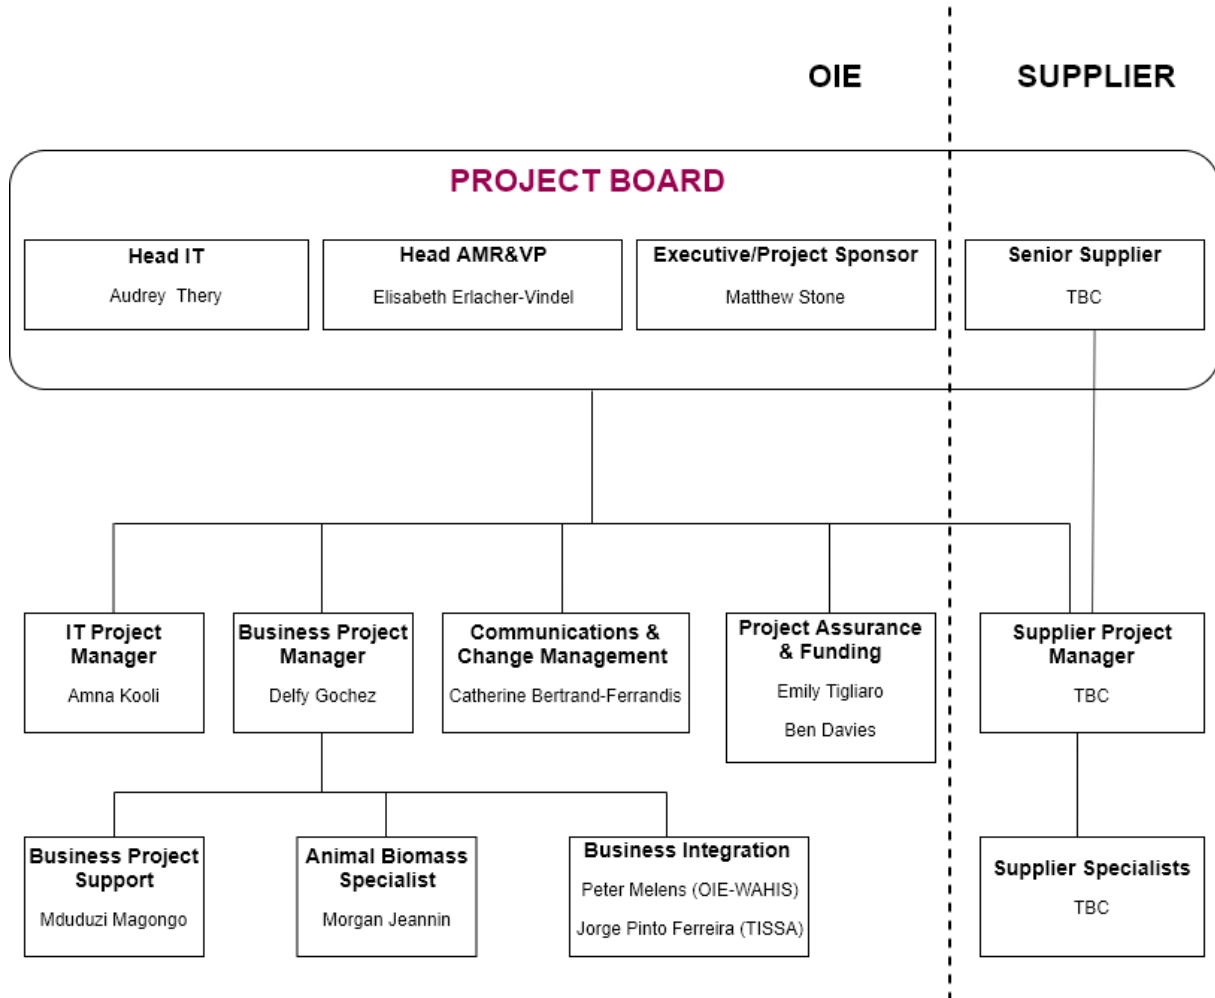 OIE
SUPPLIER
PROJECT BOARD
Head IT
Audrey Thery
Head AMR&VP
Elisabeth Erlacher-Vindel
Executive/Project Sponsor
Matthew Stone
Senior Supplier
TBC
IT Project
Manager
Amna Kooli
Business Project
Manager
Delfy Gochez
Communications &
Change Management
Catherine Bertrand-Ferrandis
Project Assurance
& Funding
Emily Tigliaro
Ben Davies
Supplier Project
Manager
TBC
Business Project
Support
Mduduzi Magongo
Animal Biomass
Specialist
Morgan Jeannin
Business Integration
Peter Melens (OIE-WAHIS)
Jorge Pinto Ferreira (TISSA)
Supplier Specialists
TBC